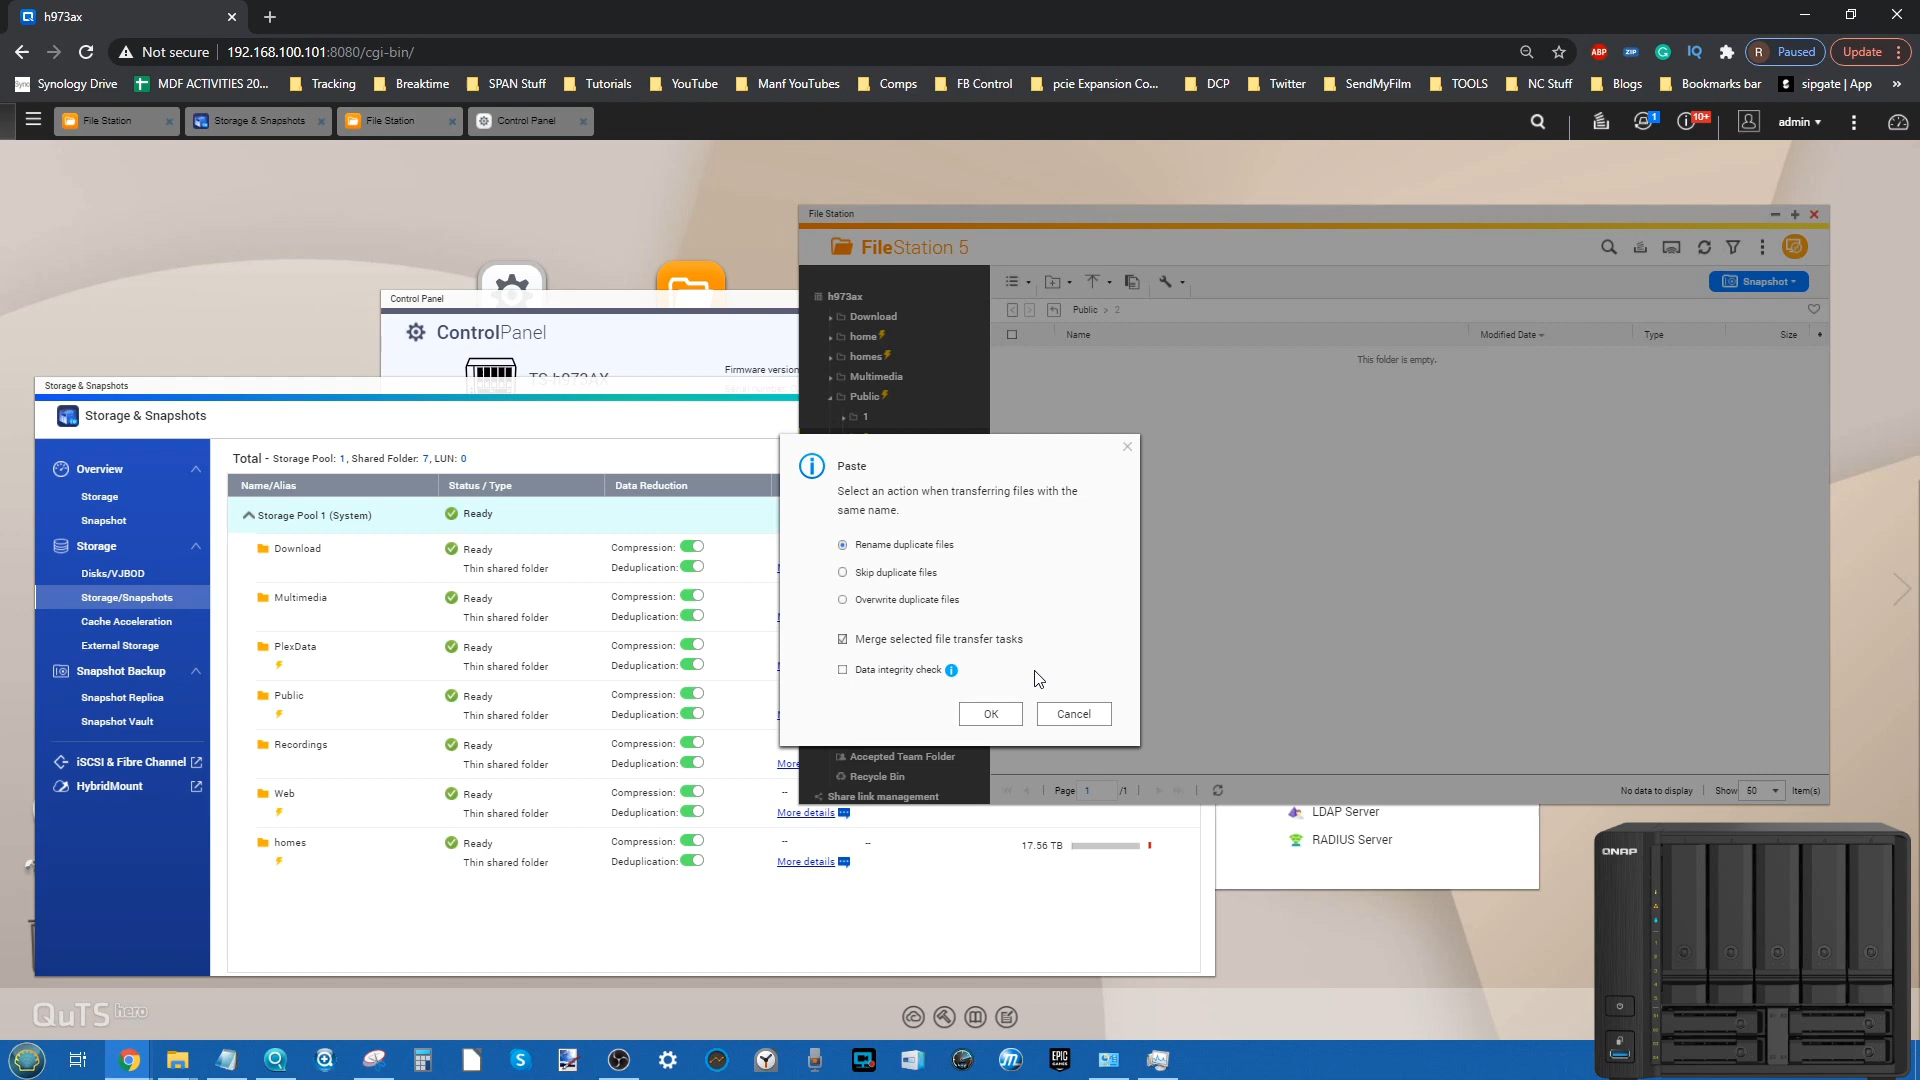 h973ax
Not secure
192.168.100.101:8080/cgi-bin/
ABP
ZIP
IQ
R
Paused
Update
Synology Drive
MDF ACTIVITIES 20...
Tracking
Breaktime
SPAN Stuff
Tutorials
YouTube
Manf YouTubes
Comps
FB Control
pcie Expansion Co...
DCP
Twitter
SendMyFilm
TOOLS
NC Stuff
Blogs
Bookmarks bar
sipgate | App
»
File Station
Storage & Snapshots
File Station
Control Panel
1
10+
admin
File Station
FileStation 5
Snapshot
h973ax
Download
home
homes
Multimedia
Public
1
Public > 2
Name
Modified Date
Type
Size
This folder is empty.
Control Panel
ControlPanel
TS-h973AX
Firmware version
Storage & Snapshots
Storage & Snapshots
Overview
Storage
Snapshot
Storage
Disks/VJBOD
Storage/Snapshots
Cache Acceleration
External Storage
Snapshot Backup
Snapshot Replica
Snapshot Vault
iSCSI & Fibre Channel
HybridMount
Total - Storage Pool: 1, Shared Folder: 7, LUN: 0
Name/Alias
Status / Type
Data Reduction
Storage Pool 1 (System)
Ready
Download
Ready
Thin shared folder
Compression:
Deduplication:
Multimedia
Ready
Thin shared folder
Compression:
Deduplication:
PlexData
Ready
Thin shared folder
Compression:
Deduplication:
Public
Ready
Thin shared folder
Compression:
Deduplication:
Recordings
Ready
Thin shared folder
Compression:
Deduplication:
More
Web
Ready
Thin shared folder
Compression:
Deduplication:
--
More details
homes
Ready
Thin shared folder
Compression:
Deduplication:
--
More details
--
17.56 TB
Paste
Select an action when transferring files with the
same name.
Rename duplicate files
Skip duplicate files
Overwrite duplicate files
Merge selected file transfer tasks
Data integrity check
OK
Cancel
Accepted Team Folder
Recycle Bin
Share link management
Page 1 /1
No data to display
Show 50 Item(s)
LDAP Server
RADIUS Server
QNAP
QuTS hero
EPIC
GAMES